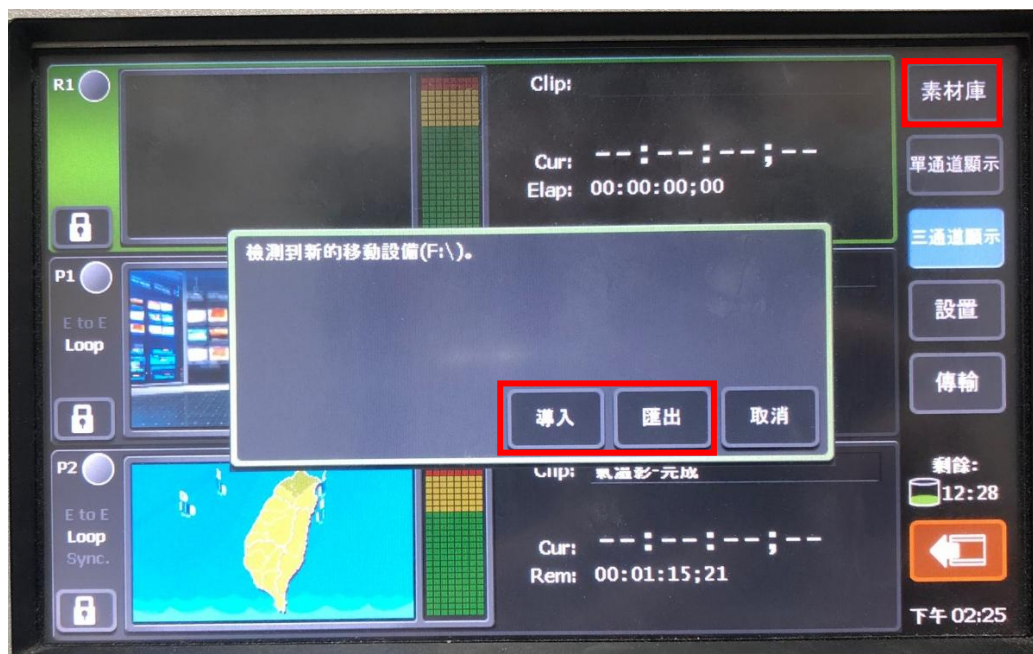 R1
Clip:
Cur: --:--:--;--
Elap: 00:00:00;00
素材庫
單通道顯示
三通道顯示
設置
傳輸
檢測到新的移動設備(F:\)。
導入
匯出
取消
P1
E to E
Loop
P2
E to E
Loop
Sync.
Clip: 氣溫彩-完成
Cur: --:--:--;--
Rem: 00:01:15;21
剩餘:
12:28
下午 02:25